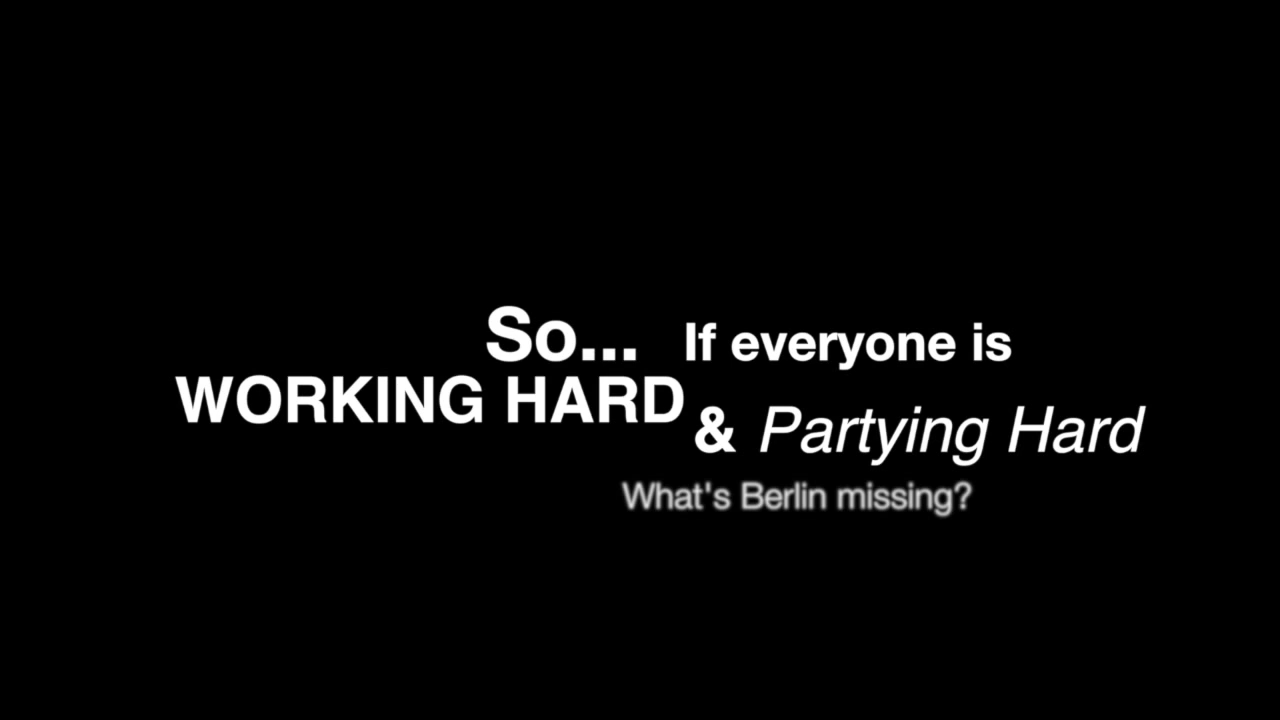 So... If everyone is
WORKING HARD
& Partying Hard
What's Berlin missing?